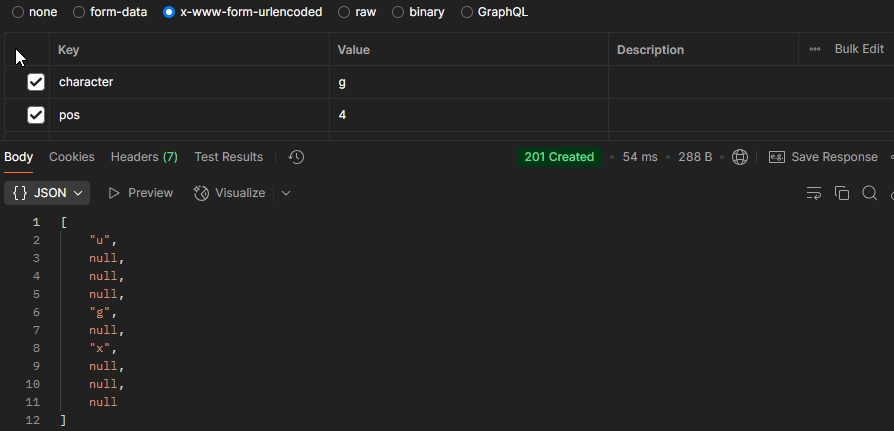 none form-data x-www-form-urlencoded raw binary GraphQL
Key Value Description ••• Bulk Edit
character g
pos 4
Body Cookies Headers (7) Test Results 201 Created • 54 ms • 288 B • e.g. Save Response
{} JSON Preview Visualize
1 [
2 "u",
3 null,
4 null,
5 null,
6 "g",
7 null,
8 "x",
9 null,
10 null,
11 null
12 ]